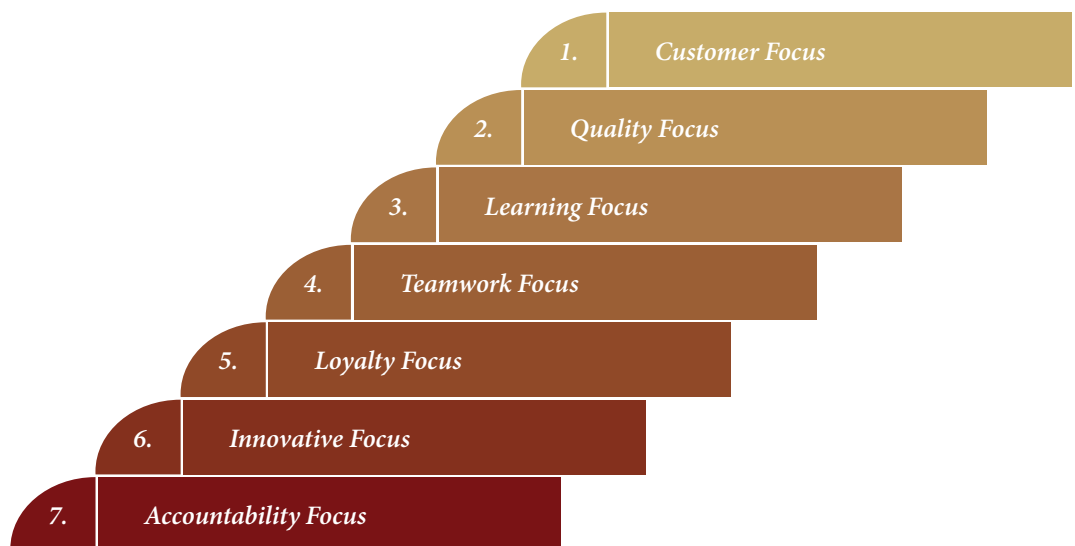 1. Customer Focus
2. Quality Focus
3. Learning Focus
4. Teamwork Focus
5. Loyalty Focus
6. Innovative Focus
7. Accountability Focus